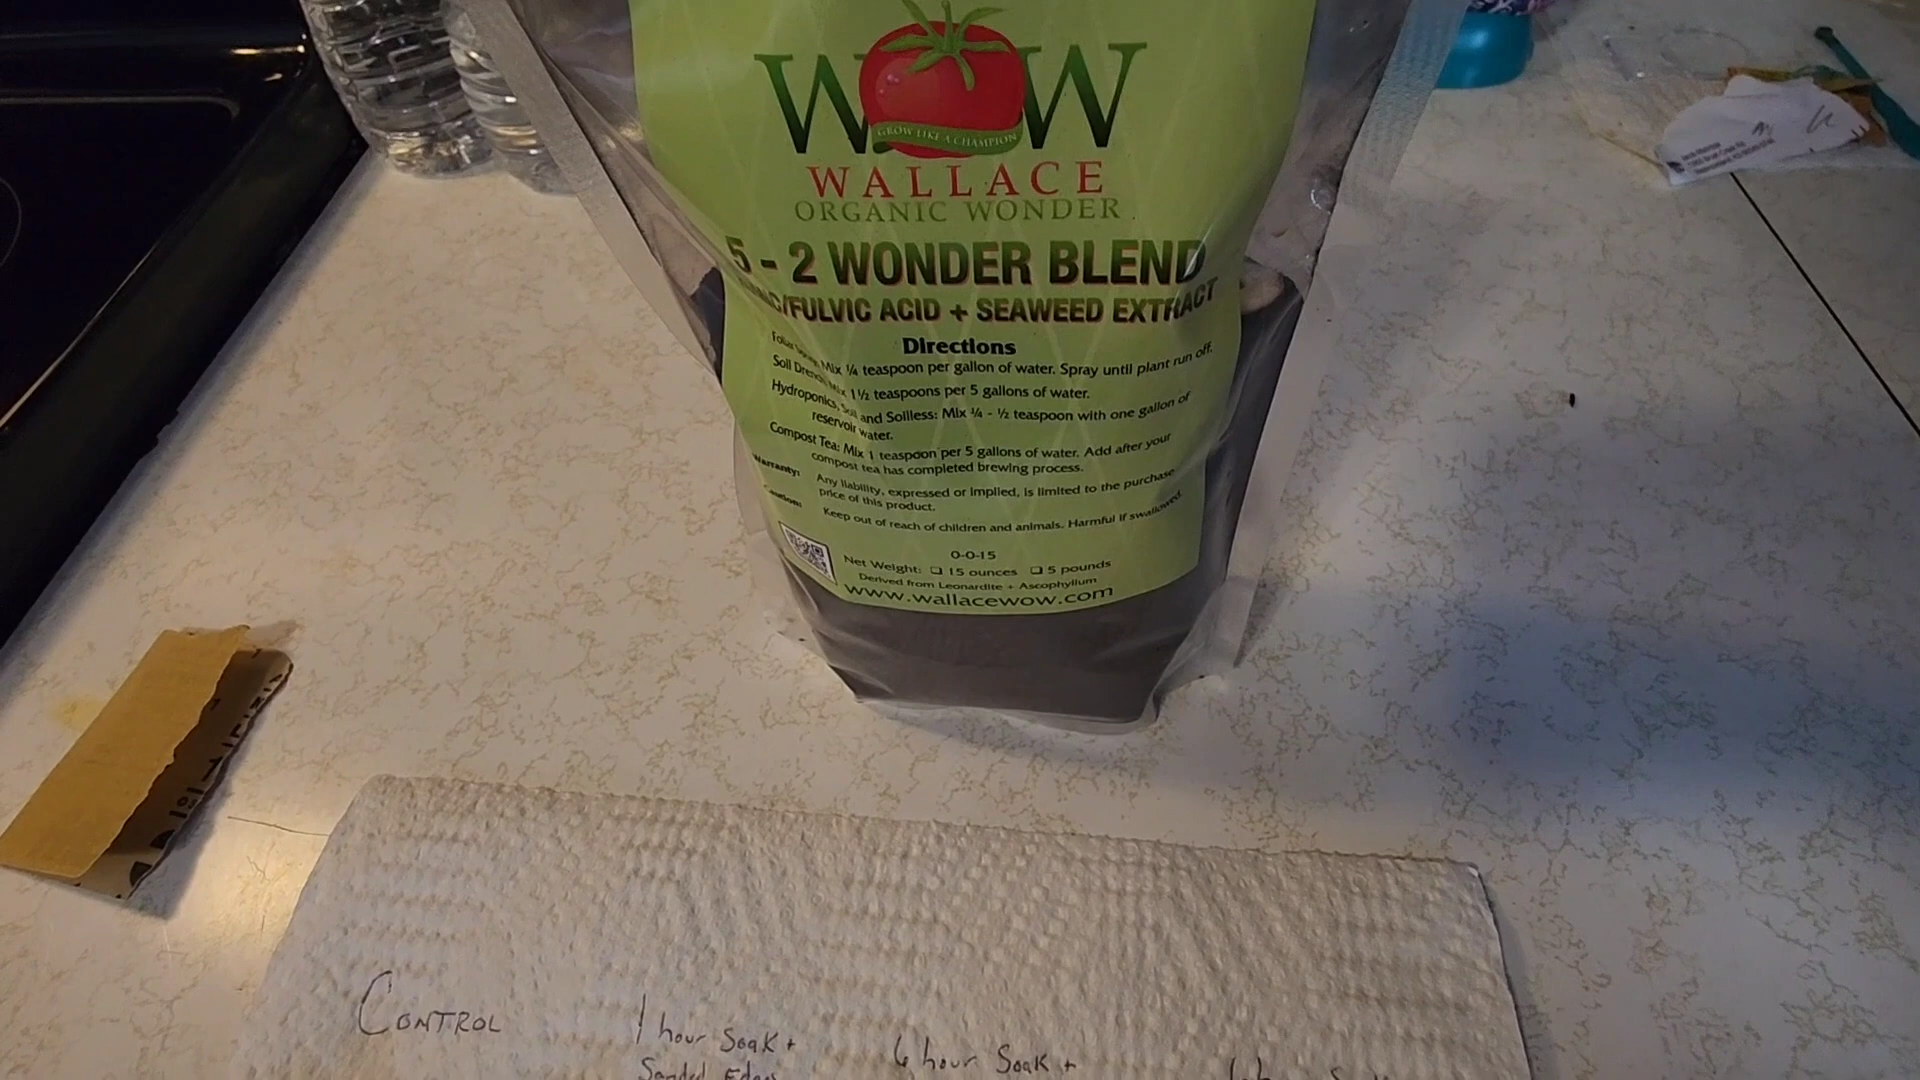 WOW
GROW LIKE A CHAMPION
WALLACE
ORGANIC WONDER
5 - 2 WONDER BLEND
/FULVIC ACID + SEAWEED EXTRACT
Directions
Mix ¼ teaspoon per gallon of water. Spray until plant run off.
Soil Drench: Mix 1½ teaspoons per 5 gallons of water.
Hydroponics, Soil and Soilless: Mix ¼ - ½ teaspoon with one gallon of
reservoir water.
Compost Tea: Mix 1 teaspoon per 5 gallons of water. Add after your
compost tea has completed brewing process.
Warranty: Any liability, expressed or implied, is limited to the purchase
price of this product.
Caution: Keep out of reach of children and animals. Harmful if swallowed.
0-0-15
Net Weight: ❏ 15 ounces ❏ 5 pounds
Derived from Leonardite + Ascophyllum
www.wallacewow.com
CONTROL
1 hour Soak +
Sanded Edges
6 hour Soak +